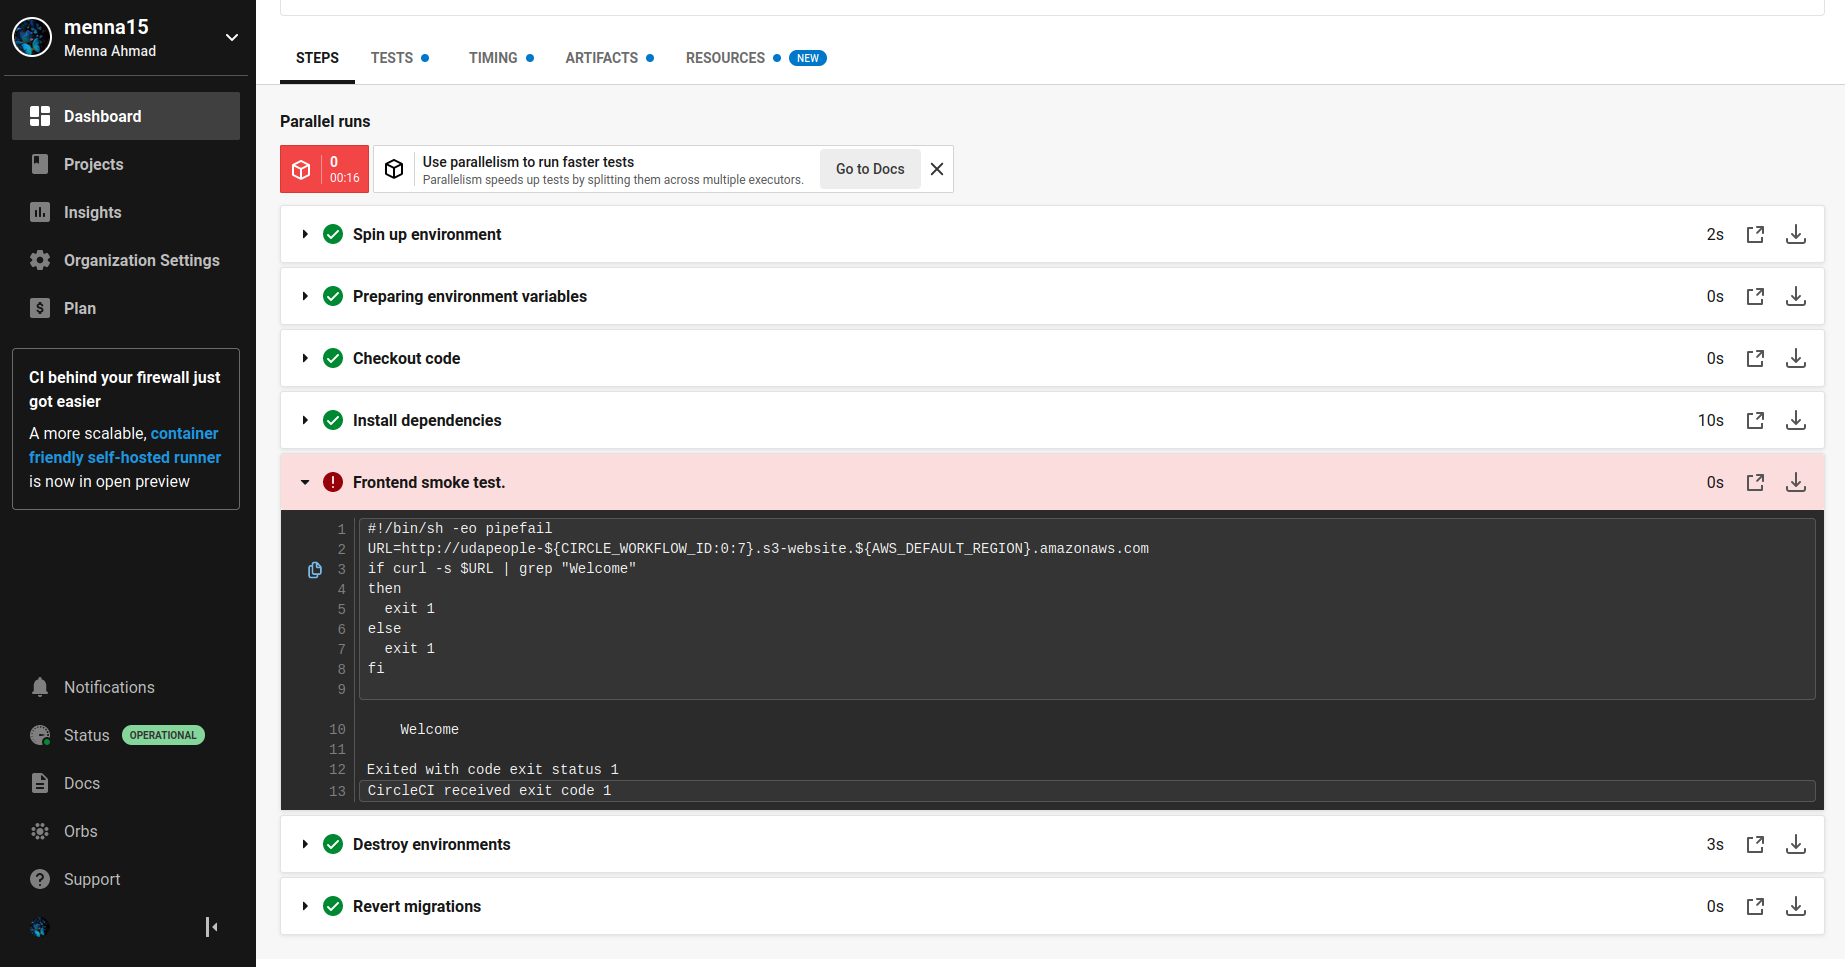 menna15
Menna Ahmad
Dashboard
Projects
Insights
Organization Settings
Plan
CI behind your firewall just
got easier
A more scalable, container
friendly self-hosted runner
is now in open preview
Notifications
Status OPERATIONAL
Docs
Orbs
Support
STEPS TESTS TIMING ARTIFACTS RESOURCES NEW
Parallel runs
0
00:16
Use parallelism to run faster tests
Parallelism speeds up tests by splitting them across multiple executors.
Go to Docs
Spin up environment 2s
Preparing environment variables 0s
Checkout code 0s
Install dependencies 10s
Frontend smoke test. 0s
1 #!/bin/sh -eo pipefail
2 URL=http://udapeople-${CIRCLE_WORKFLOW_ID:0:7}.s3-website.${AWS_DEFAULT_REGION}.amazonaws.com
3 if curl -s $URL | grep "Welcome"
4 then
5   exit 1
6 else
7   exit 1
8 fi
9
10     Welcome
11
12 Exited with code exit status 1
13 CircleCI received exit code 1
Destroy environments 3s
Revert migrations 0s